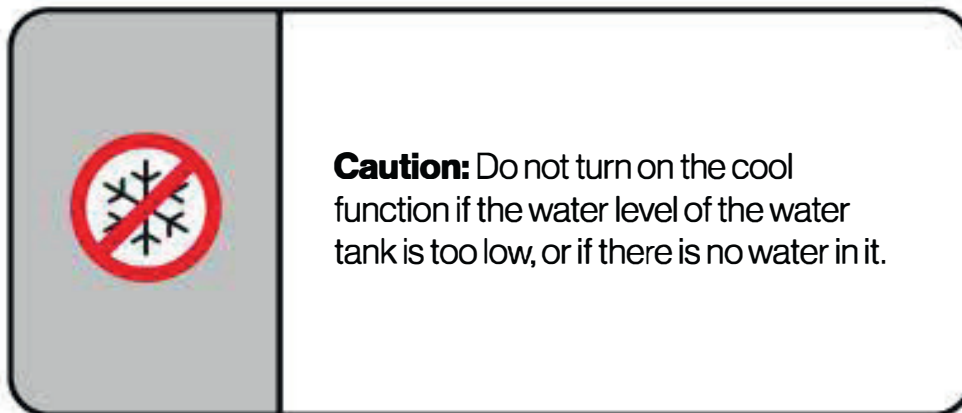 Caution: Do not turn on the cool
function if the water level of the water
tank is too low, or if there is no water in it.